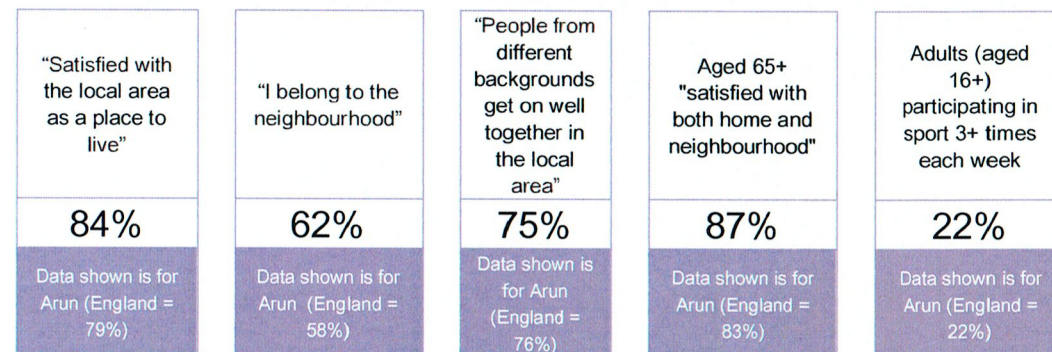 “Satisfied with
the local area
as a place to
live”
84%
Data shown is for
Arun (England =
79%)
“I belong to the
neighbourhood”
62%
Data shown is for
Arun (England =
58%)
“People from
different
backgrounds
get on well
together in
the local
area”
75%
Data shown is
for Arun
(England =
76%)
Aged 65+
"satisfied with
both home and
neighbourhood"
87%
Data shown is for
Arun (England =
83%)
Adults (aged
16+)
participating in
sport 3+ times
each week
22%
Data shown is for
Arun (England =
22%)